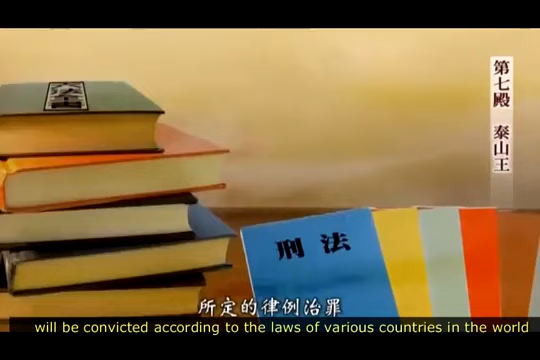 第七殿 泰山王
刑法
所定的律例治罪
will be convicted according to the laws of various countries in the world